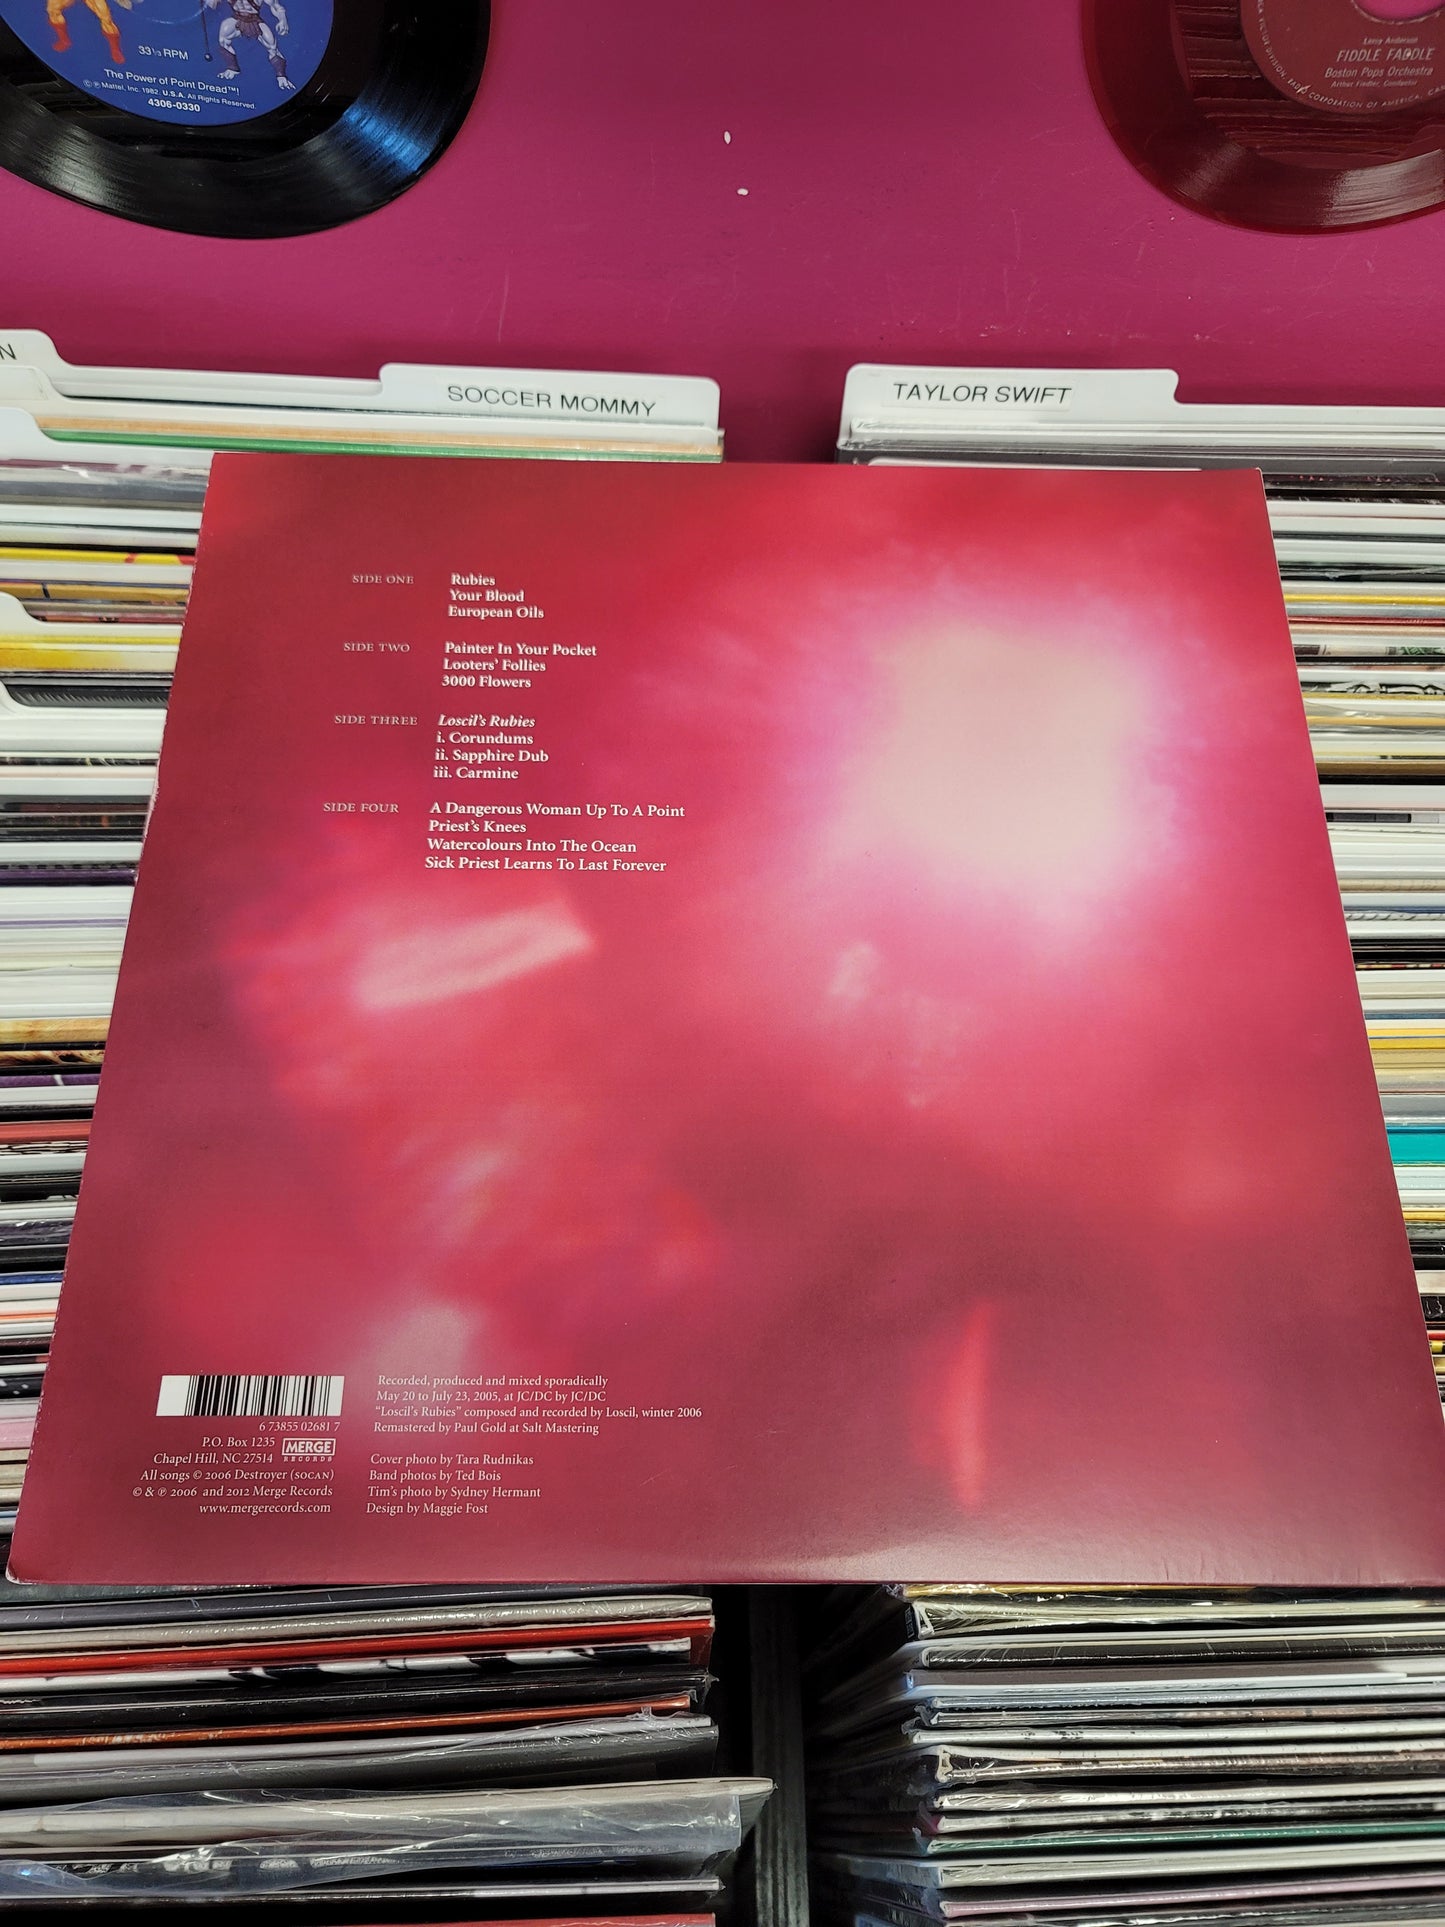 33⅓ RPM
The Power of Point Dread™!
© ℗ Mattel, Inc. 1982. U.S.A. All Rights Reserved.
4306-0330
Leroy Anderson
FIDDLE FADDLE
Boston Pops Orchestra
Arthur Fiedler, Conductor
CORPORATION OF AMERICA,
N
SOCCER MOMMY
TAYLOR SWIFT
SIDE ONE Rubies
Your Blood
European Oils
SIDE TWO Painter In Your Pocket
Looters' Follies
3000 Flowers
SIDE THREE Loscil's Rubies
i. Corundums
ii. Sapphire Dub
iii. Carmine
SIDE FOUR A Dangerous Woman Up To A Point
Priest's Knees
Watercolours Into The Ocean
Sick Priest Learns To Last Forever
6 73855 02681 7
P.O. Box 1235
Chapel Hill, NC 27514
MERGE
RECORDS
All songs © 2006 Destroyer (SOCAN)
© & ℗ 2006 and 2012 Merge Records
www.mergerecords.com
Recorded, produced and mixed sporadically
May 20 to July 23, 2005, at JC/DC by JC/DC
"Loscil's Rubies" composed and recorded by Loscil, winter 2006
Remastered by Paul Gold at Salt Mastering
Cover photo by Tara Rudnikas
Band photos by Ted Bois
Tim's photo by Sydney Hermant
Design by Maggie Fost